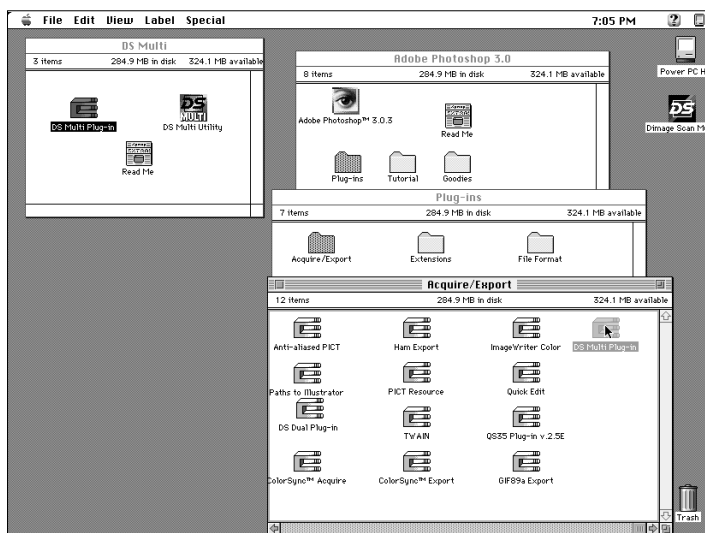 File Edit View Label Special
7:05 PM
DS Multi
3 items 284.9 MB in disk 324.1 MB available
DS Multi Plug-in
DS MULTI
DS Multi Utility
Read Me
Adobe Photoshop 3.0
8 items 284.9 MB in disk 324.1 MB available
Adobe Photoshop™ 3.0.3
Read Me
Plug-ins Tutorial Goodies
Power PC H
DS
Dimage Scan M
Plug-ins
7 items 284.9 MB in disk 324.1 MB available
Acquire/Export Extensions File Format
Acquire/Export
12 items 284.9 MB in disk 324.1 MB available
Anti-aliased PICT Ham Export ImageWriter Color DS Multi Plug-in
Paths to Illustrator PICT Resource Quick Edit
DS Dual Plug-in TWAIN QS35 Plug-in v.2.5E
ColorSync™ Acquire ColorSync™ Export GIF89a Export
Trash